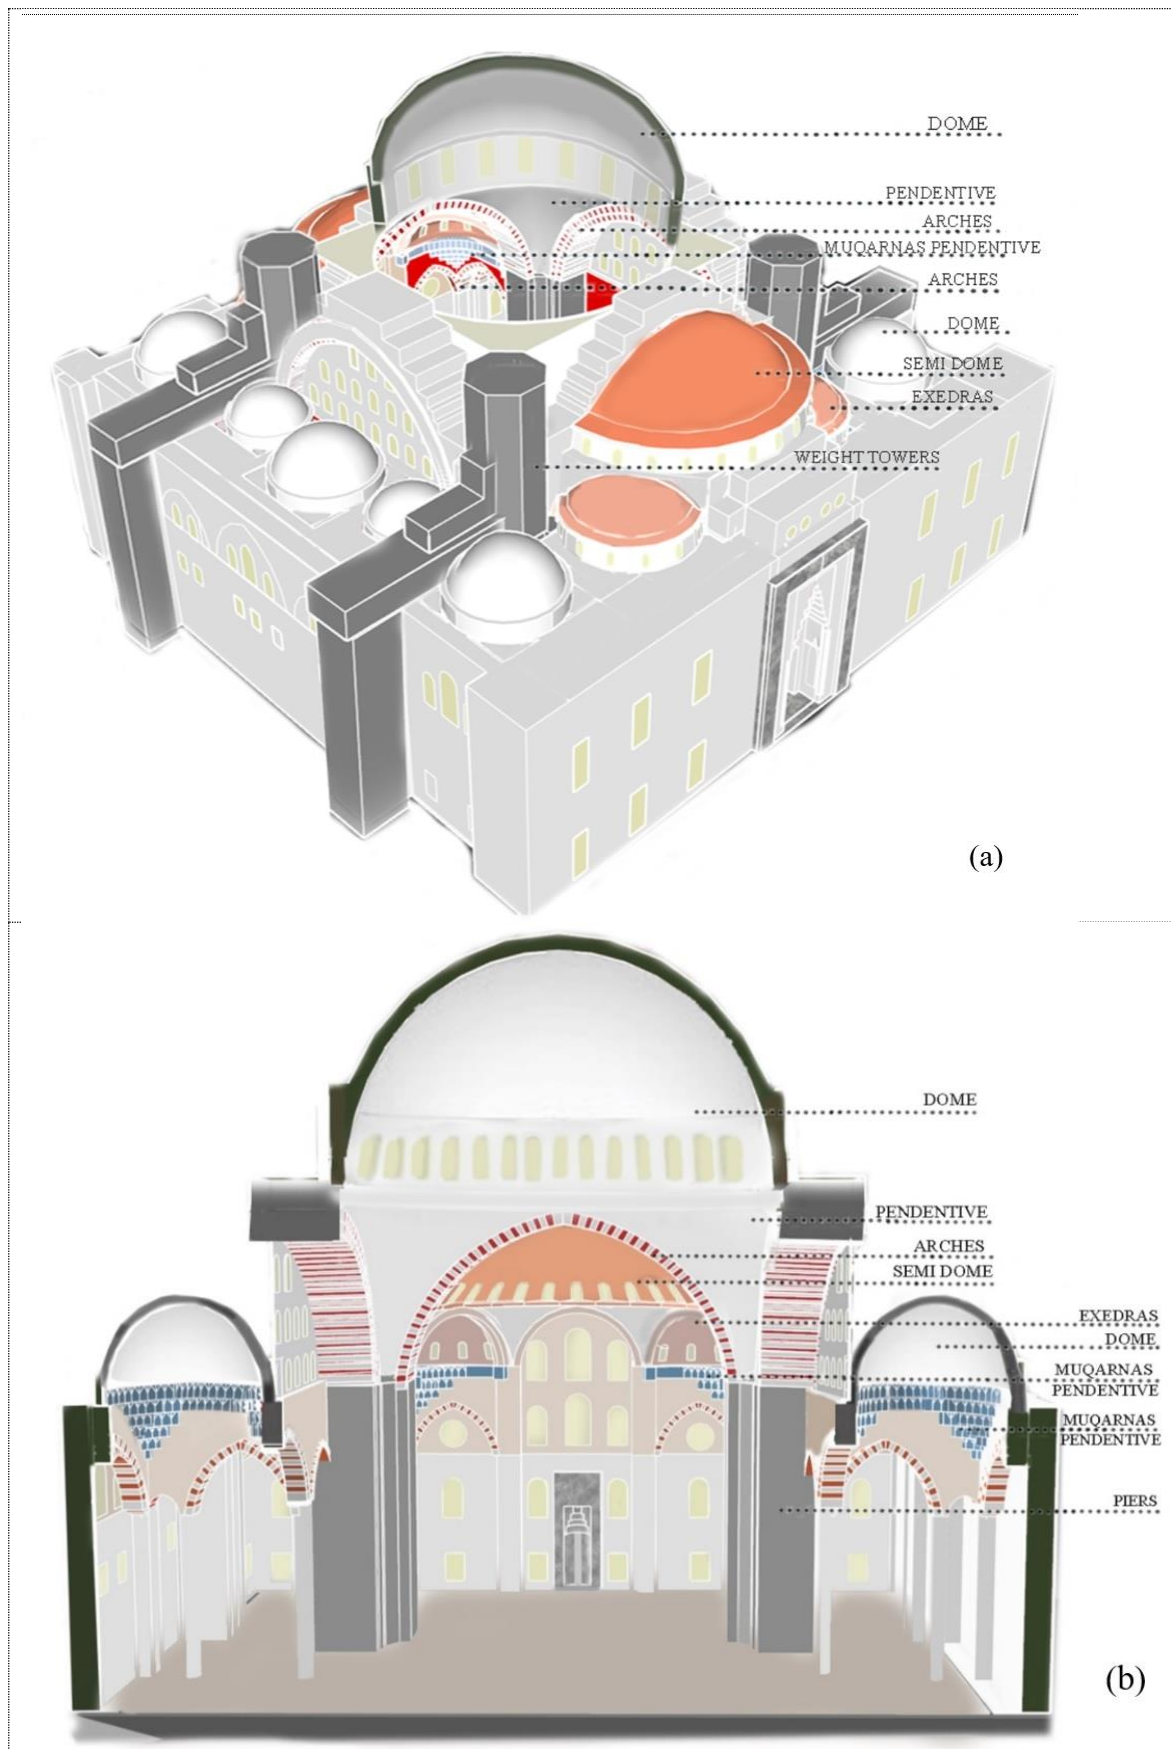 DOME
PENDENTIVE
ARCHES
MUQARNAS PENDENTIVE
ARCHES
DOME
SEMI DOME
EXEDRAS
WEIGHT TOWERS
(a)
DOME
PENDENTIVE
ARCHES
SEMI DOME
EXEDRAS
DOME
MUQARNAS
PENDENTIVE
MUQARNAS
PENDENTIVE
PIERS
(b)